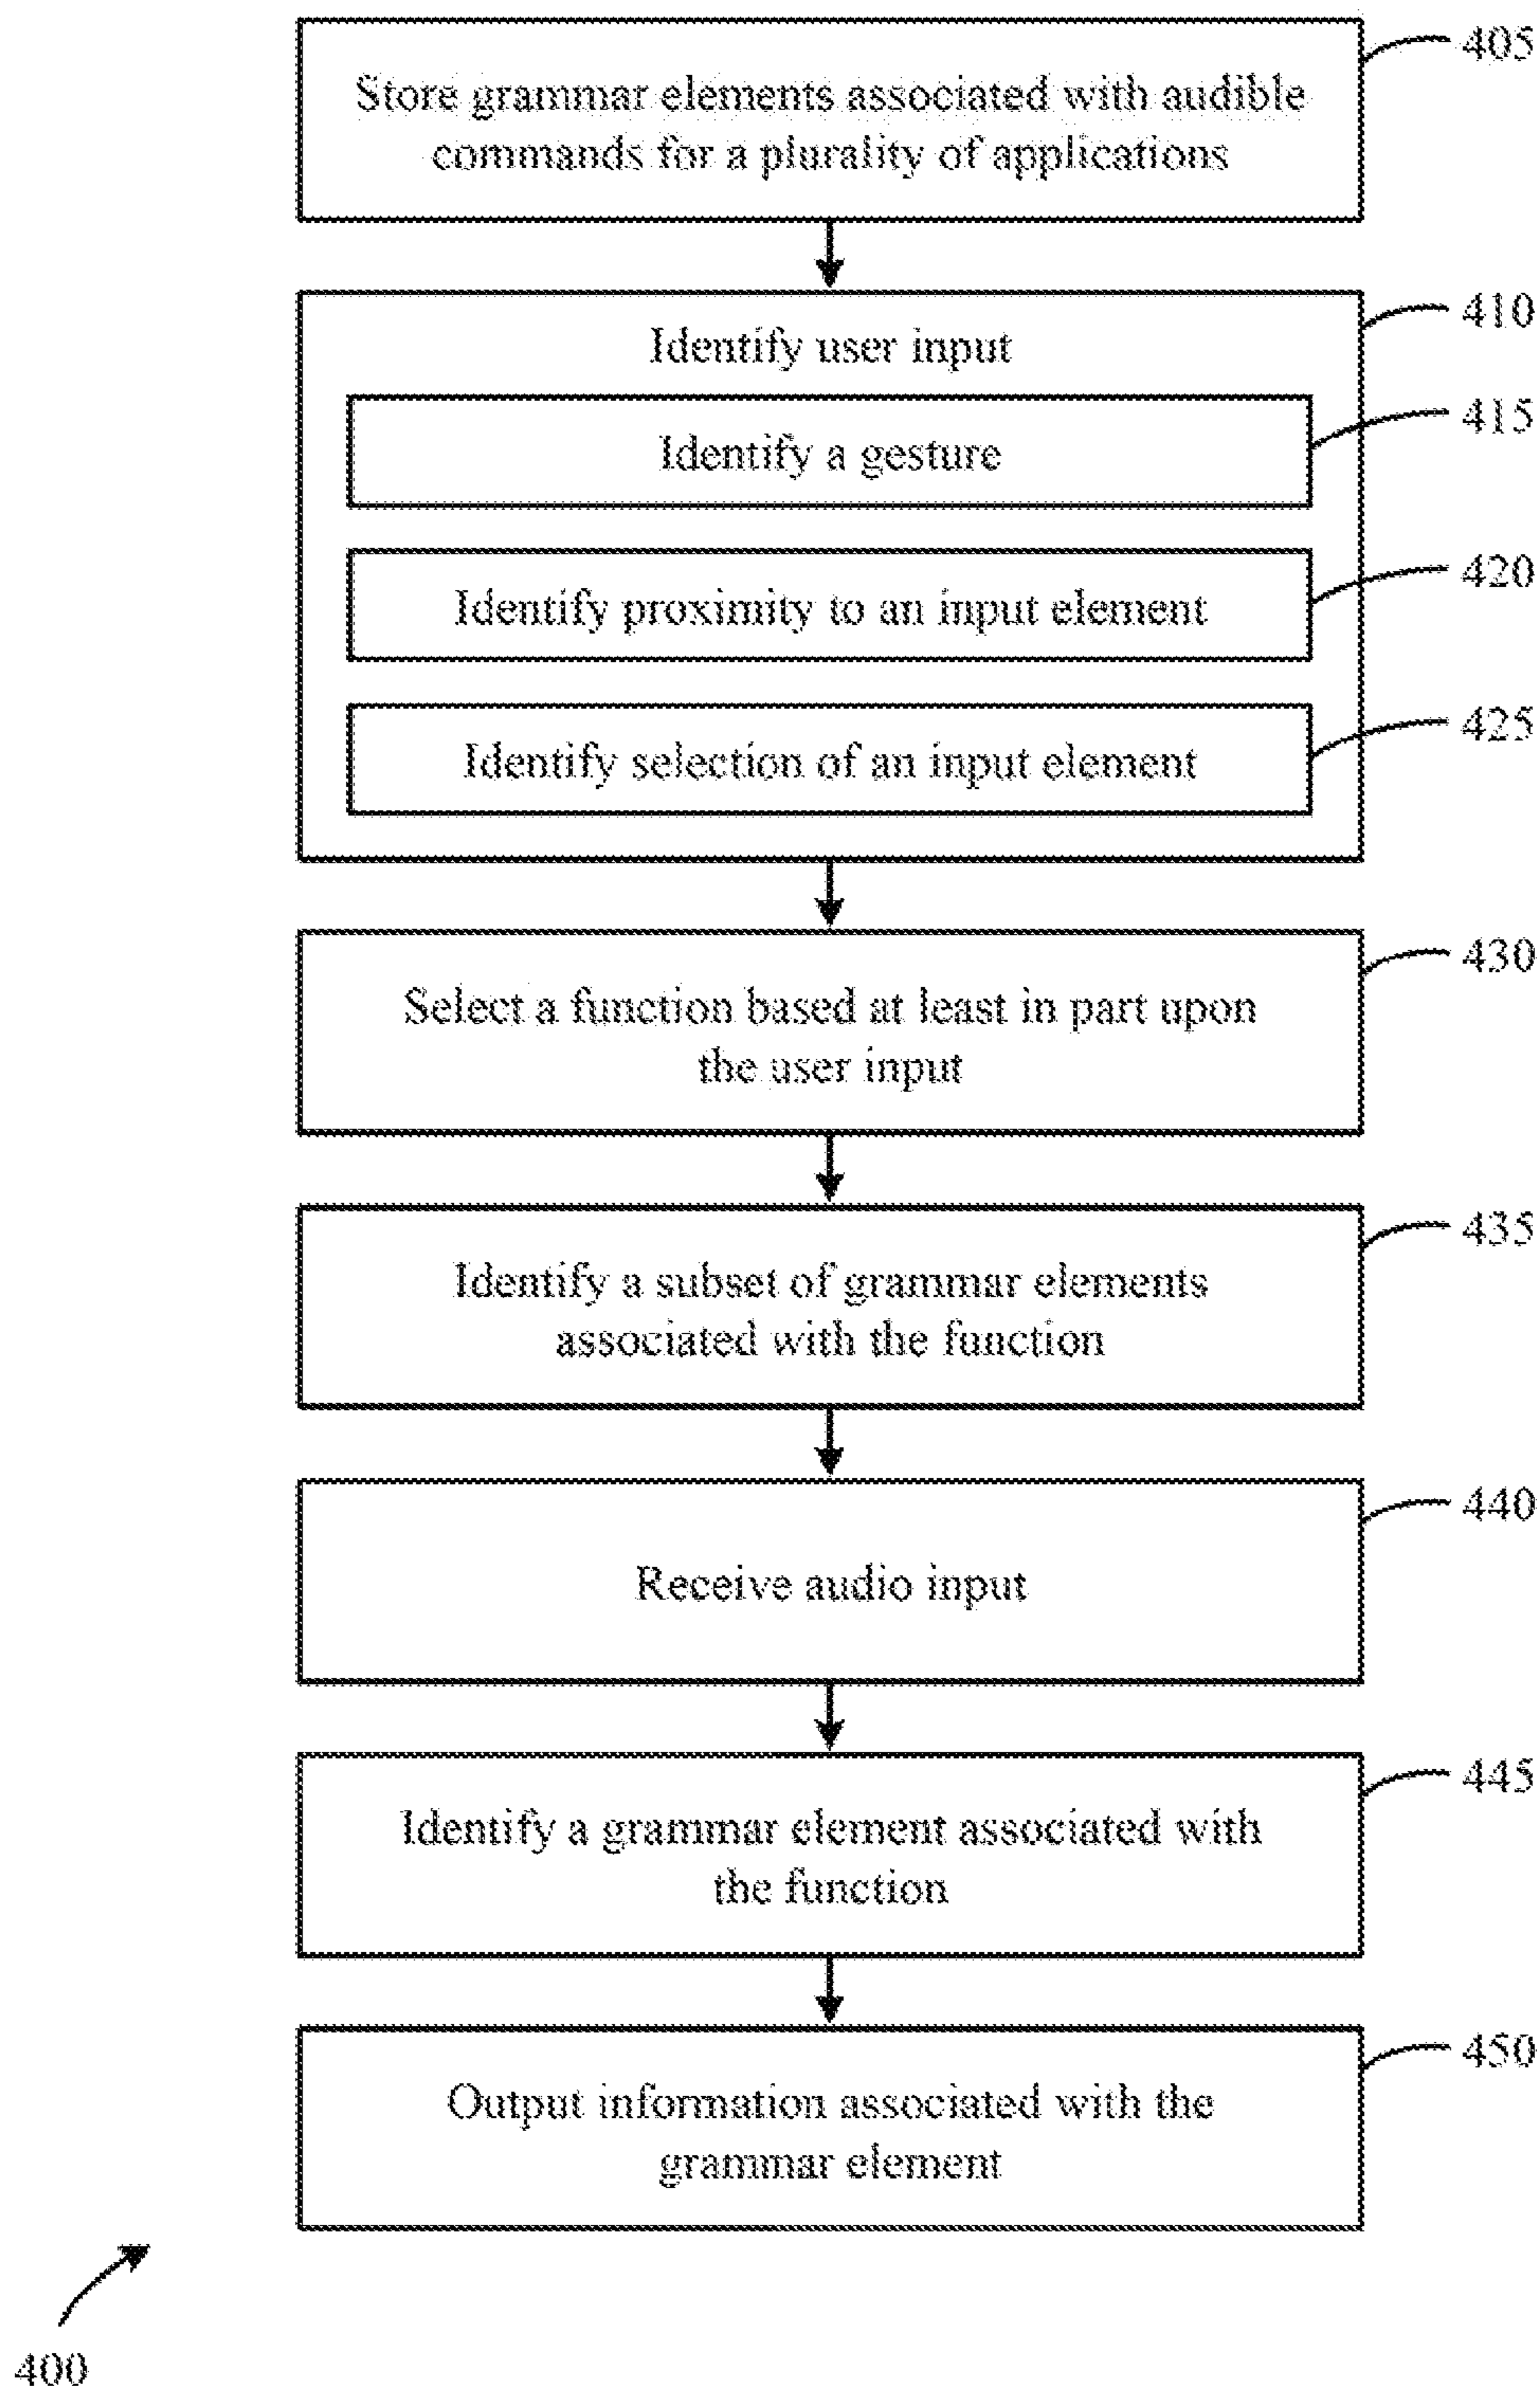 405
Store grammar elements associated with audible
commands for a plurality of applications
410
Identify user input
415
Identify a gesture
420
Identify proximity to an input element
425
Identify selection of an input element
430
Select a function based at least in part upon
the user input
435
Identify a subset of grammar elements
associated with the function
440
Receive audio input
445
Identify a grammar element associated with
the function
450
Output information associated with the
grammar element
400